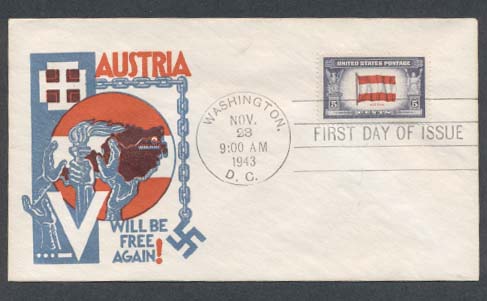 AUSTRIA
WILL BE
FREE
AGAIN!
V
...—
UNITED STATES POSTAGE
5 5
AUSTRIA
CENTS
WASHINGTON.
NOV.
23
9:00 AM
1943
D. C.
FIRST DAY OF ISSUE